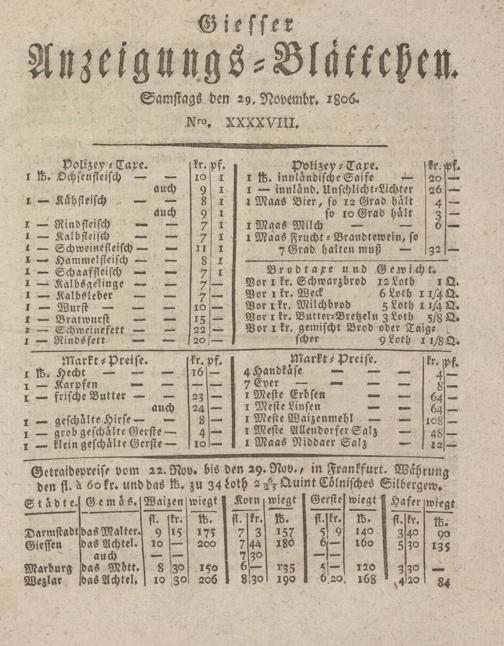 Giesser
Anzeigungs-Blättchen.
Samstags den 29. Novembr. 1806.
Nro. XXXXVIII.
Polizey-Taxe. kr. pf.
1 ℔. Ochsenfleisch — — 10 1
auch 9 1
1 — Kühfleisch — — 8 1
auch 9 1
1 — Rindfleisch — — 7 1
1 — Kalbfleisch — — 7 1
1 — Schweinefleisch — 11 1
1 — Hammelfleisch — — 8 1
1 — Schaaffleisch — — 7 1
1 — Kalbsgelinge — — 7 —
1 — Kalbsleber — — 7 —
1 — Wurst — — 10 —
1 — Bratwurst — — 15 —
1 — Schweinefett — — 22 —
1 — Rindsfett — — 20 —
Polizey-Taxe. kr. pf.
1 ℔. innländische Saife — — 20 —
1 — innländ. Unschlicht-Lichter 26 —
1 Maas Bier, so 12 Grad hält 4 —
so 10 Grad hält 3 —
1 Maas Milch — — 6 —
1 Maas Frucht-Brandtewein, so
7 Grad halten muß — — 32 —
Brodtaxe und Gewicht.
Vor 1 kr. Schwarzbrod 12 Loth 1 Q.
Vor 1 kr. Weck 6 Loth 1 1/4 Q.
Vor 1 kr. Milchbrod 5 Loth 1 1/4 Q.
Vor 1 kr. Butter-Bretzeln 3 Loth 5/8 Q.
Vor 1 kr. gemischt Brod oder Taig-
scher 9 Loth 1 1/8 Q.
Markt-Preise. kr. pf.
1 ℔. Hecht — — 16 —
1 — Karpfen — —
1 — frische Butter — — 23 —
auch 24 —
1 — geschälte Hirse — — 8 —
1 — grob geschälte Gerste — 4 —
1 — klein geschälte Gerste — 10 —
Markt-Preise. kr. pf.
4 Handkäse — — 4 —
7 Eyer — — 8 —
1 Meste Erbsen — — 64 —
1 Meste Linsen — — 64 —
1 Meste Waizenmehl — — 108 —
1 Meste Allendorfer Salz — 48 —
1 Maas Niddaer Salz — 12 —
Getraidepreise vom 22. Nov. bis den 29. Nov., in Frankfurt. Währung
den fl. à 60 kr. und das ℔. zu 34 Loth Quint Cölnisches Silbergew.
Städte. Gemäs. Waizen wiegt Korn wiegt Gerste wiegt Hafer wiegt
fl. kr. ℔. fl. kr. ℔. fl. kr. ℔. fl. kr. ℔.
Darmstadt das Malter. 9 15 175 7 3 157 5 9 140 3 40 90
Giessen das Achtel. 10 — 200 7 44 180 6 — 160 5 30 135
auch — — 7 30 — —
Marburg das Mött. 8 30 150 6 — 135 5 — 120 3 30 —
Wezlar das Achtel. 10 30 206 8 30 190 6 20 168 4 20 84